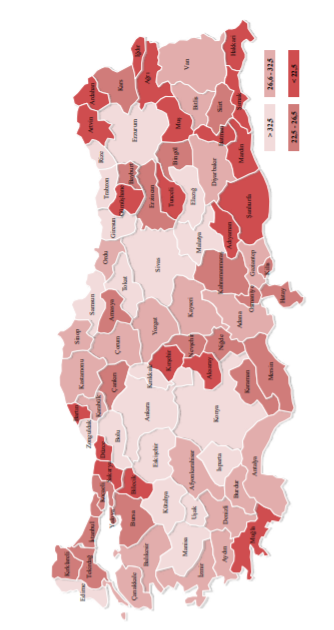 > 32,5
26,6 - 32,5
22,5 - 26,5
< 22,5
Edirne
Kırklareli
Tekirdağ
İstanbul
Çanakkale
Balıkesir
Bursa
Yalova
Kocaeli
Sakarya
Bilecik
Düzce
Bolu
Zonguldak
Bartın
Karabük
Kastamonu
Çankırı
Sinop
Çorum
Samsun
Amasya
Tokat
Ordu
Giresun
Trabzon
Rize
Artvin
Ardahan
Kars
Iğdır
Ağrı
Erzurum
Bayburt
Gümüşhane
Erzincan
Tunceli
Bingöl
Muş
Van
Bitlis
Siirt
Hakkari
Batman
Mardin
Diyarbakır
Elazığ
Malatya
Sivas
Yozgat
Kayseri
Kırşehir
Kırıkkale
Ankara
Eskişehir
Kütahya
Manisa
İzmir
Uşak
Afyonkarahisar
Aydın
Denizli
Muğla
Burdur
Isparta
Antalya
Konya
Aksaray
Nevşehir
Niğde
Karaman
Mersin
Adana
Osmaniye
Hatay
Kilis
Gaziantep
Kahramanmaraş
Adıyaman
Şanlıurfa